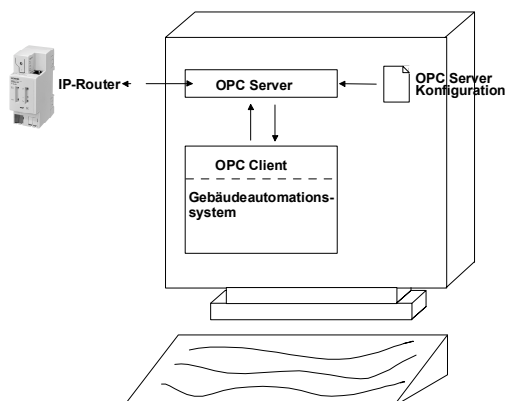 IP-Router
OPC Server
OPC Server
Konfiguration
OPC Client
Gebäudeautomations-
system